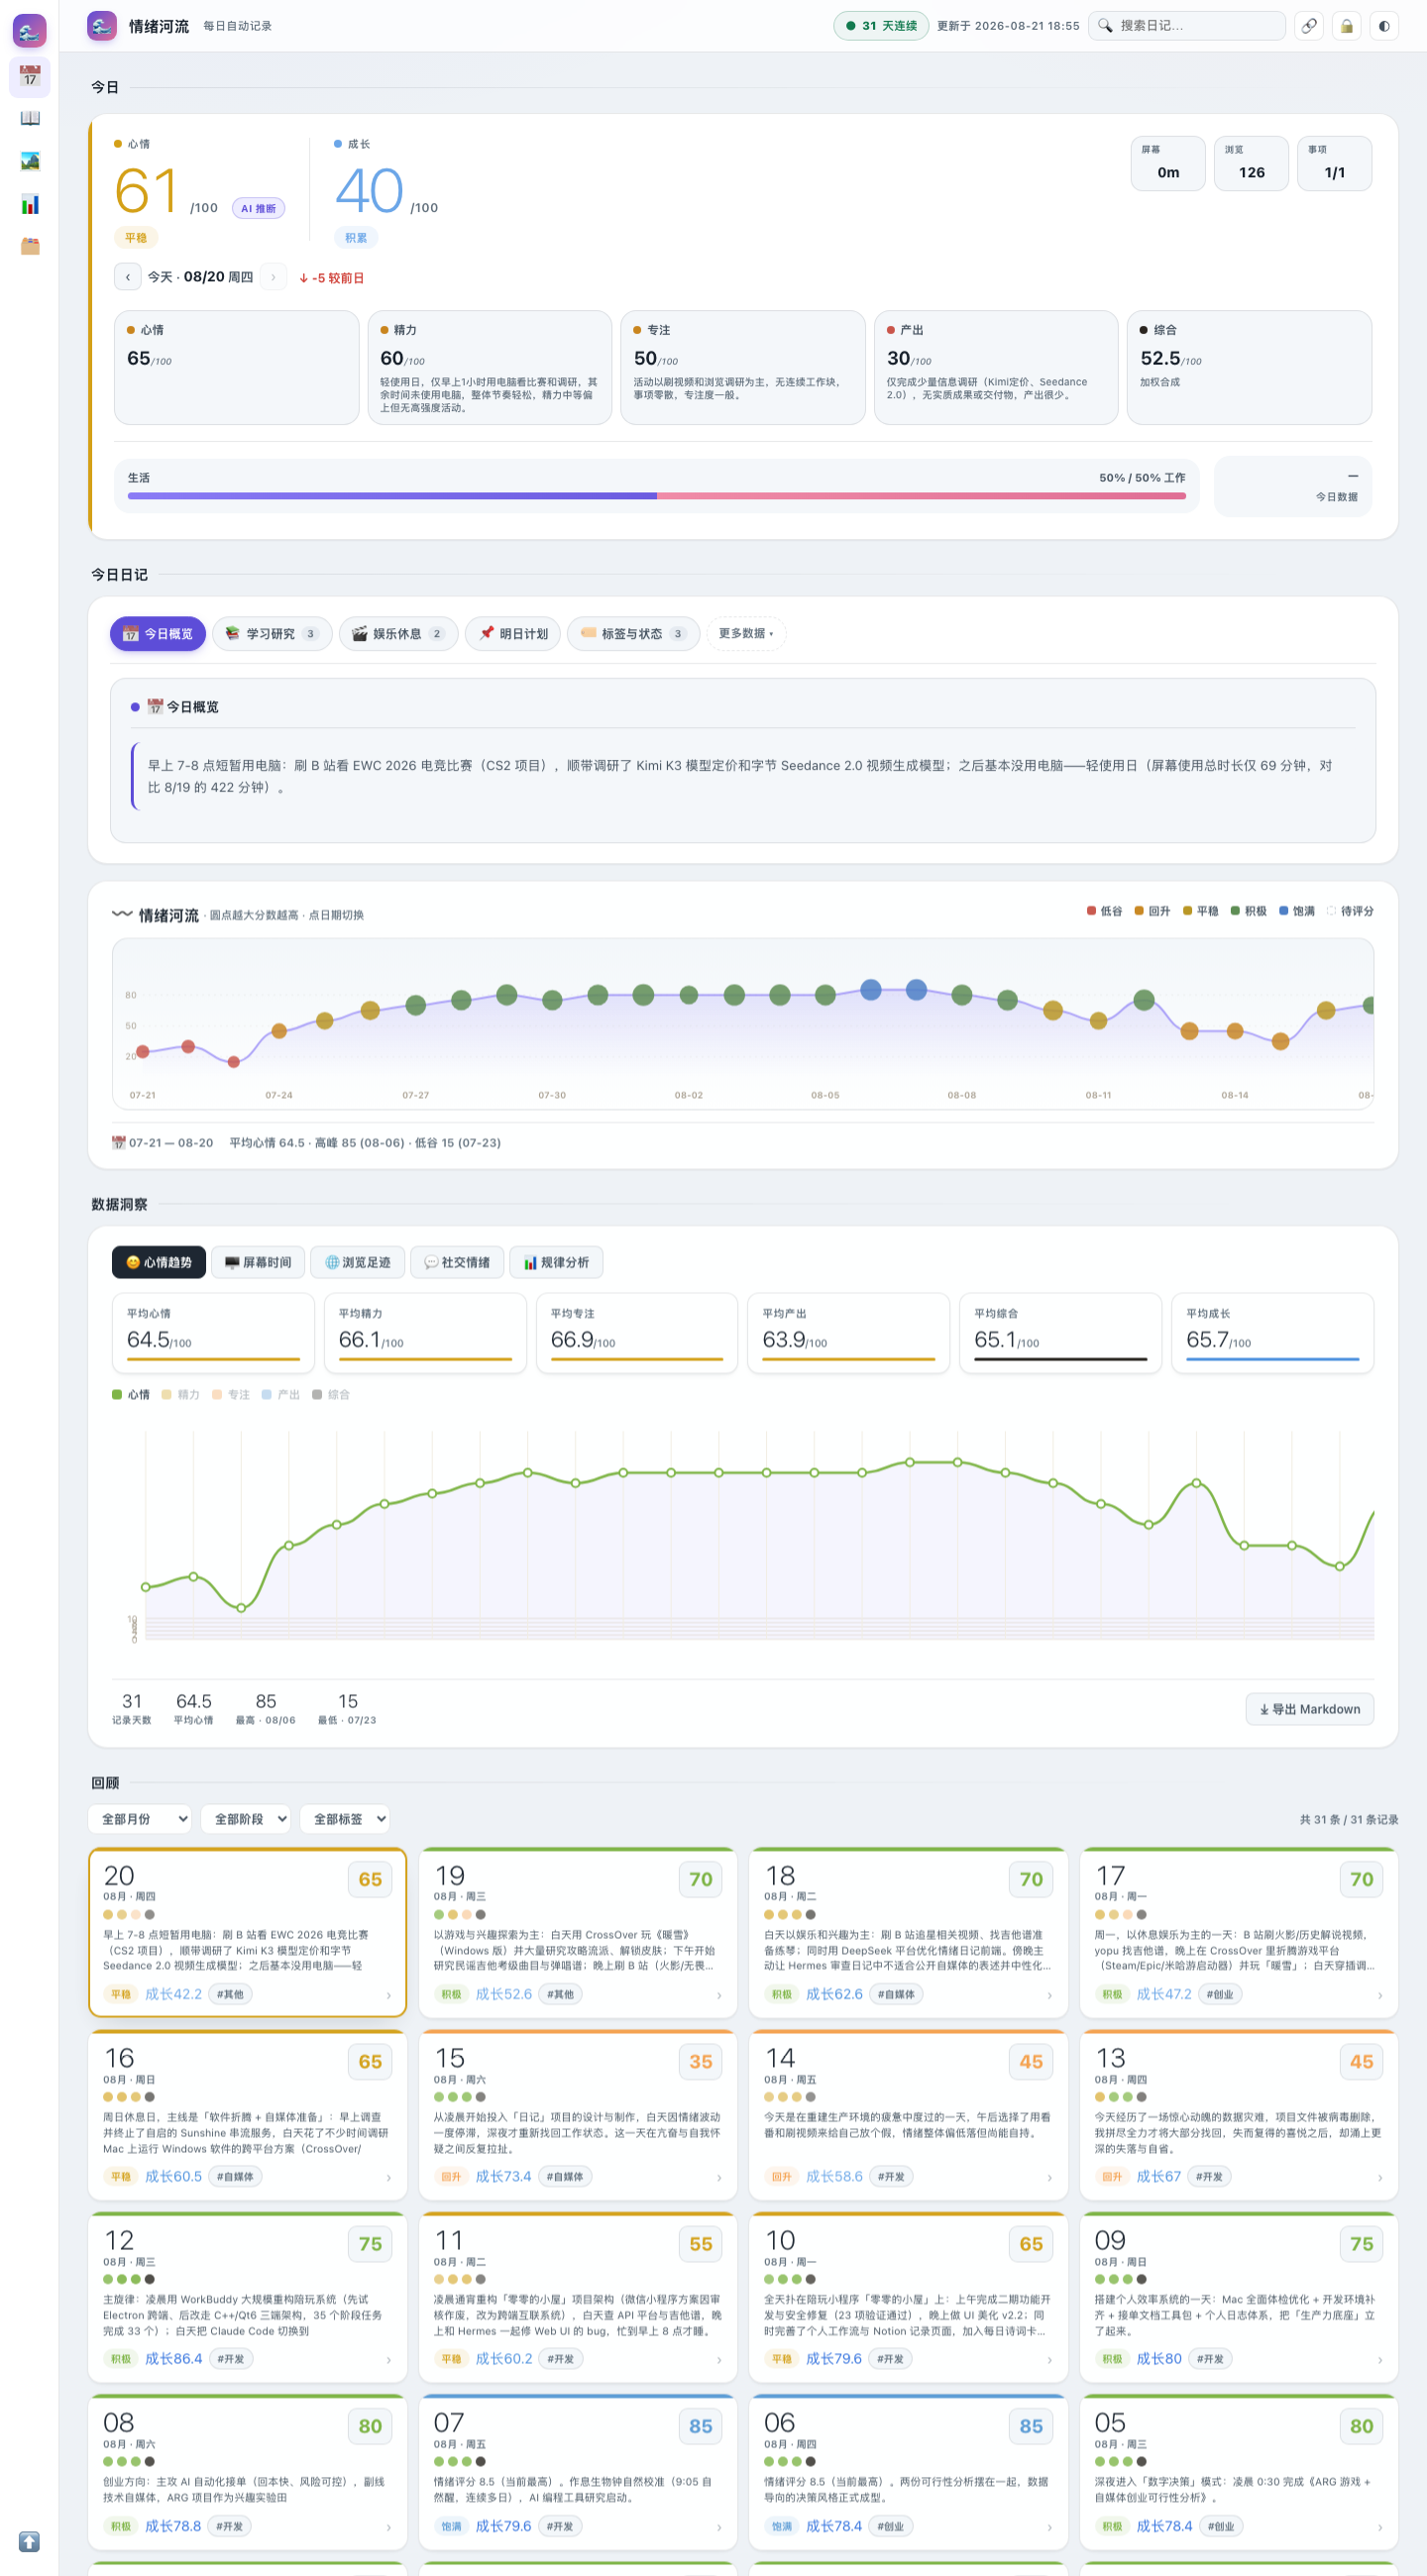 情绪河流 每日自动记录
31 天连续 更新于 2026-08-21 18:55 搜索日记...
今日
心情
61 /100 AI 推断
平稳
成长
40 /100
积累
屏幕
0m
浏览
126
事项
1/1
‹ 今天 · 08/20 周四 › ↓ -5 较前日
心情
65/100
精力
60/100
轻使用日，仅早上1小时用电脑看比赛和调研，其
余时间未使用电脑，整体节奏轻松，精力中等偏
上但无高强度活动。
专注
50/100
活动以刷视频和浏览调研为主，无连续工作块，
事项零散，专注度一般。
产出
30/100
仅完成少量信息调研（Kimi定价、Seedance
2.0），无实质成果或交付物，产出很少。
综合
52.5/100
加权合成
生活 50% / 50% 工作
—
今日数据
今日日记
今日概览 学习研究 3 娱乐休息 2 明日计划 标签与状态 3 更多数据 ▾
今日概览
早上 7-8 点短暂用电脑：刷 B 站看 EWC 2026 电竞比赛（CS2 项目），顺带调研了 Kimi K3 模型定价和字节 Seedance 2.0 视频生成模型；之后基本没用电脑——轻使用日（屏幕使用总时长仅 69 分钟，对
比 8/19 的 422 分钟）。
情绪河流 · 圆点越大分数越高 · 点日期切换
低谷 回升 平稳 积极 饱满 待评分
80
50
20
07-21 07-24 07-27 07-30 08-02 08-05 08-08 08-11 08-14 08-
07-21 — 08-20 平均心情 64.5 · 高峰 85 (08-06) · 低谷 15 (07-23)
数据洞察
心情趋势 屏幕时间 浏览足迹 社交情绪 规律分析
平均心情
64.5/100
平均精力
66.1/100
平均专注
66.9/100
平均产出
63.9/100
平均综合
65.1/100
平均成长
65.7/100
心情 精力 专注 产出 综合
10
0
31
记录天数
64.5
平均心情
85
最高 · 08/06
15
最低 · 07/23
导出 Markdown
回顾
全部月份 全部阶段 全部标签 共 31 条 / 31 条记录
20 65
08月 · 周四
早上 7-8 点短暂用电脑：刷 B 站看 EWC 2026 电竞比赛
（CS2 项目），顺带调研了 Kimi K3 模型定价和字节
Seedance 2.0 视频生成模型；之后基本没用电脑——轻
平稳 成长42.2 #其他 ›
19 70
08月 · 周三
以游戏与兴趣探索为主：白天用 CrossOver 玩《暖雪》
（Windows 版）并大量研究攻略流派、解锁皮肤；下午开始
研究民谣吉他考级曲目与弹唱谱；晚上刷 B 站（火影/无畏...
积极 成长52.6 #其他 ›
18 70
08月 · 周二
白天以娱乐和兴趣为主：刷 B 站追星相关视频、找吉他谱准
备练琴；同时用 DeepSeek 平台优化情绪日记前端。傍晚主
动让 Hermes 审查日记中不适合公开自媒体的表述并中性化...
积极 成长62.6 #自媒体 ›
17 70
08月 · 周一
周一，以休息娱乐为主的一天：B 站刷火影/历史解说视频，
yopu 找吉他谱，晚上在 CrossOver 里折腾游戏平台
（Steam/Epic/米哈游启动器）并玩「暖雪」；白天穿插调...
积极 成长47.2 #创业 ›
16 65
08月 · 周日
周日休息日，主线是「软件折腾 + 自媒体准备」：早上调查
并终止了自启的 Sunshine 串流服务，白天花了不少时间调研
Mac 上运行 Windows 软件的跨平台方案（CrossOver/
平稳 成长60.5 #自媒体 ›
15 35
08月 · 周六
从凌晨开始投入「日记」项目的设计与制作，白天因情绪波动
一度停滞，深夜才重新找回工作状态。这一天在亢奋与自我怀
疑之间反复拉扯。
回升 成长73.4 #自媒体 ›
14 45
08月 · 周五
今天是在重建生产环境的疲惫中度过的一天，午后选择了用看
番和刷视频来给自己放个假，情绪整体偏低落但尚能自持。
回升 成长58.6 #开发 ›
13 45
08月 · 周四
今天经历了一场惊心动魄的数据灾难，项目文件被病毒删除，
我拼尽全力才将大部分找回，失而复得的喜悦之后，却涌上更
深的失落与自省。
回升 成长67 #开发 ›
12 75
08月 · 周三
主旋律：凌晨用 WorkBuddy 大规模重构陪玩系统（先试
Electron 跨端、后改走 C++/Qt6 三端架构，35 个阶段任务
完成 33 个）；白天把 Claude Code 切换到
积极 成长86.4 #开发 ›
11 55
08月 · 周二
凌晨通宵重构「零零的小屋」项目架构（微信小程序方案因审
核作废，改为跨端互联系统），白天查 API 平台与吉他谱，晚
上和 Hermes 一起修 Web UI 的 bug，忙到早上 8 点才睡。
平稳 成长60.2 #开发 ›
10 65
08月 · 周一
全天扑在陪玩小程序「零零的小屋」上：上午完成二期功能开
发与安全修复（23 项验证通过），晚上做 UI 美化 v2.2；同
时完善了个人工作流与 Notion 记录页面，加入每日诗词卡...
平稳 成长79.6 #开发 ›
09 75
08月 · 周日
搭建个人效率系统的一天：Mac 全面体检优化 + 开发环境补
齐 + 接单文档工具包 + 个人日志体系，把「生产力底座」立
了起来。
积极 成长80 #开发 ›
08 80
08月 · 周六
创业方向：主攻 AI 自动化接单（回本快、风险可控），副线
技术自媒体，ARG 项目作为兴趣实验田
积极 成长78.8 #开发 ›
07 85
08月 · 周五
情绪评分 8.5（当前最高）。作息生物钟自然校准（9:05 自
然醒，连续多日），AI 编程工具研究启动。
饱满 成长79.6 #开发 ›
06 85
08月 · 周四
情绪评分 8.5（当前最高）。两份可行性分析摆在一起，数据
导向的决策风格正式成型。
饱满 成长78.4 #创业 ›
05 80
08月 · 周三
深夜进入「数字决策」模式：凌晨 0:30 完成《ARG 游戏 +
自媒体创业可行性分析》。
积极 成长78.4 #创业 ›